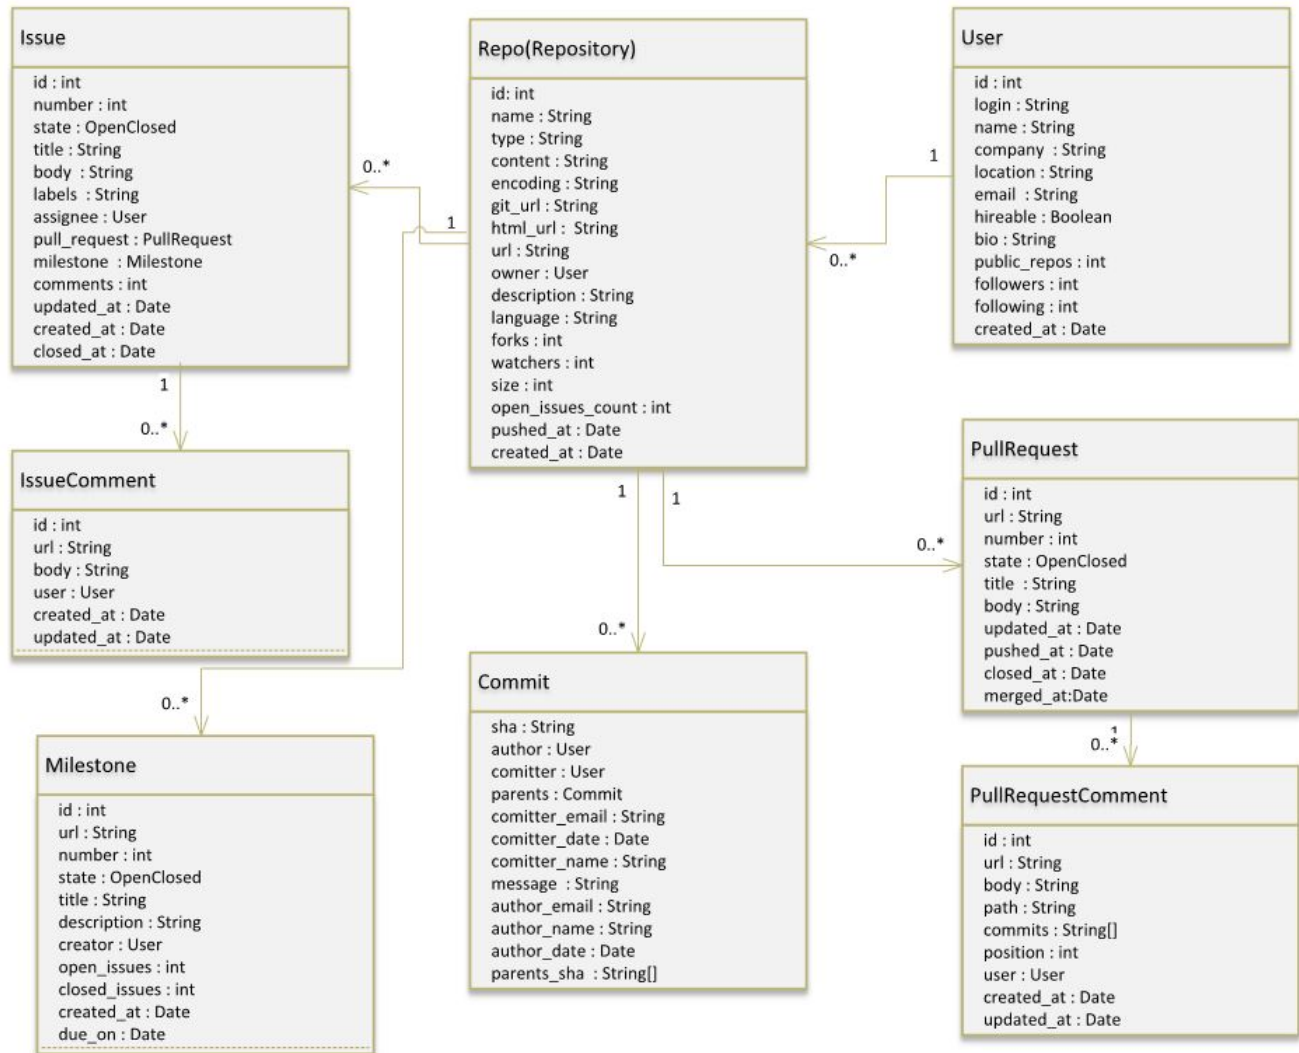 Issue
id : int
number : int
state : OpenClosed
title : String
body : String
labels : String
assignee : User
pull_request : PullRequest
milestone : Milestone
comments : int
updated_at : Date
created_at : Date
closed_at : Date
1
0..*
IssueComment
id : int
url : String
body : String
user : User
created_at : Date
updated_at : Date
0..*
Milestone
id : int
url : String
number : int
state : OpenClosed
title : String
description : String
creator : User
open_issues : int
closed_issues : int
created_at : Date
due_on : Date
0..*
1
Repo(Repository)
id: int
name : String
type : String
content : String
encoding : String
git_url : String
html_url : String
url : String
owner : User
description : String
language : String
forks : int
watchers : int
size : int
open_issues_count : int
pushed_at : Date
created_at : Date
1
1
0..*
Commit
sha : String
author : User
comitter : User
parents : Commit
comitter_email : String
comitter_date : Date
comitter_name : String
message : String
author_email : String
author_name : String
author_date : Date
parents_sha : String[]
1
0..*
User
id : int
login : String
name : String
company : String
location : String
email : String
hireable : Boolean
bio : String
public_repos : int
followers : int
following : int
created_at : Date
0..*
PullRequest
id : int
url : String
number : int
state : OpenClosed
title : String
body : String
updated_at : Date
pushed_at : Date
closed_at : Date
merged_at:Date
1
0..*
PullRequestComment
id : int
url : String
body : String
path : String
commits : String[]
position : int
user : User
created_at : Date
updated_at : Date